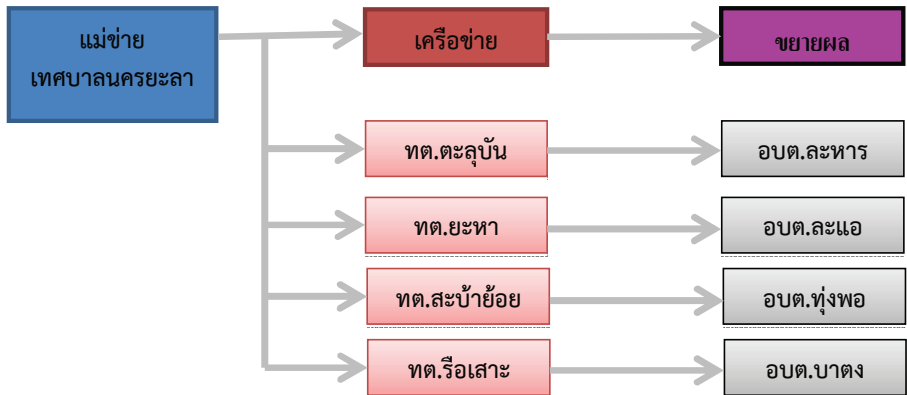 แม่ข่าย
เทศบาลนครยะลา
เครือข่าย
ขยายผล
ทต.ตะลุบัน
อบต.ละหาร
ทต.ยะหา
อบต.ละแอ
ทต.สะบ้าย้อย
อบต.ทุ่งพอ
ทต.รือเสาะ
อบต.บาตง